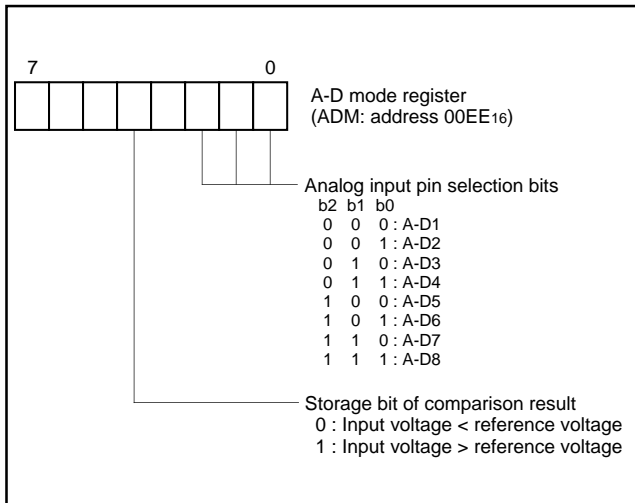 7 0
A-D mode register
(ADM: address 00EE16)
Analog input pin selection bits
b2 b1 b0
0 0 0 : A-D1
0 0 1 : A-D2
0 1 0 : A-D3
0 1 1 : A-D4
1 0 0 : A-D5
1 0 1 : A-D6
1 1 0 : A-D7
1 1 1 : A-D8
Storage bit of comparison result
0 : Input voltage < reference voltage
1 : Input voltage > reference voltage